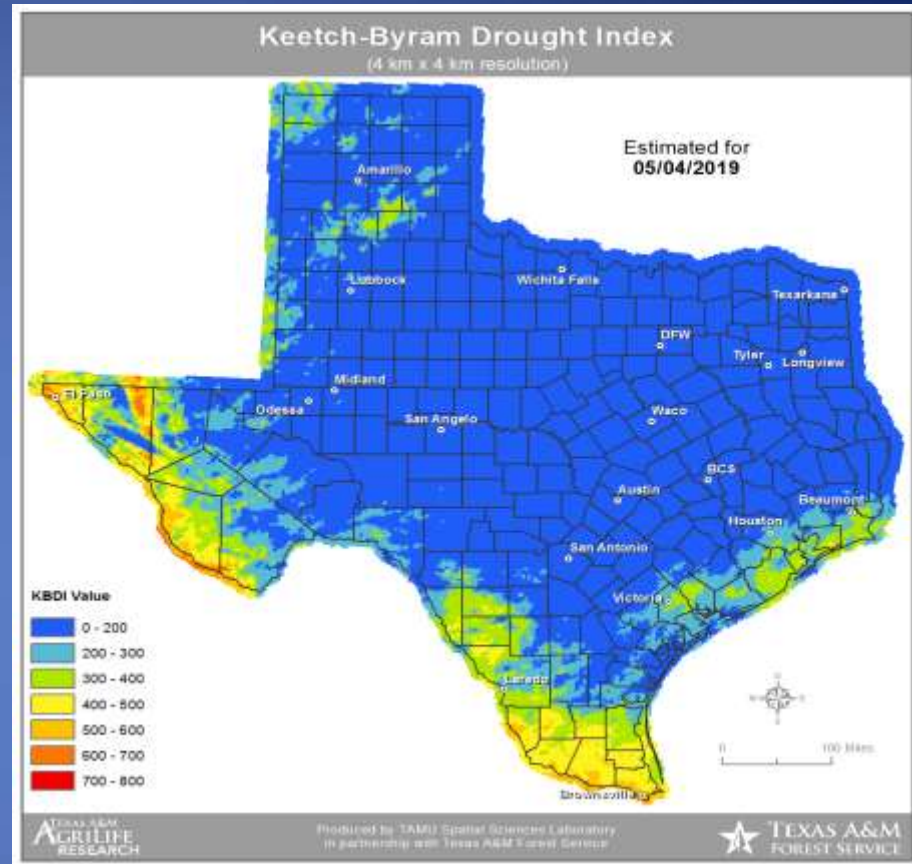 Keetch-Byram Drought Index
(4 km x 4 km resolution)
Estimated for
05/04/2019
Amarillo
Lubbock
Wichita Falls
Texarkana
DFW
Tyler
Longview
El Paso
Midland
Odessa
San Angelo
Waco
BCS
Austin
Beaumont
Houston
San Antonio
Victoria
Laredo
Brownsville
KBDI Value
0 - 200
200 - 300
300 - 400
400 - 500
500 - 600
600 - 700
700 - 800
0 100 Miles
TEXAS A&M
AGRILIFE
RESEARCH
Produced by TAMU Spatial Sciences Laboratory
in partnership with Texas A&M Forest Service
TEXAS A&M
FOREST SERVICE